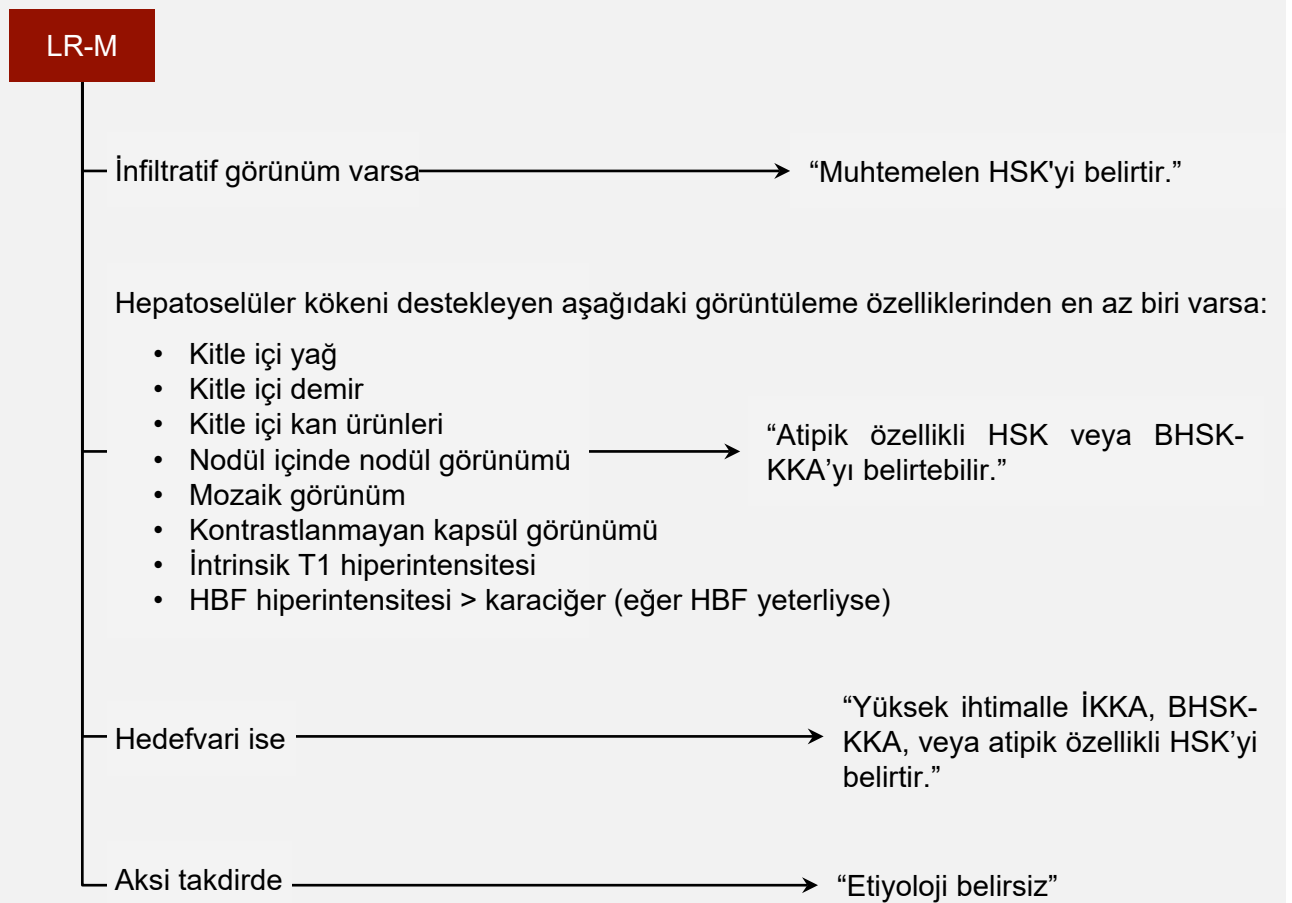 LR-M
İnfiltratif görünüm varsa
“Muhtemelen HSK'yi belirtir.”
Hepatoselüler kökeni destekleyen aşağıdaki görüntüleme özelliklerinden en az biri varsa:
• Kitle içi yağ
• Kitle içi demir
• Kitle içi kan ürünleri
• Nodül içinde nodül görünümü
• Mozaik görünüm
• Kontrastlanmayan kapsül görünümü
• İntrinsik T1 hiperintensitesi
• HBF hiperintensitesi > karaciğer (eğer HBF yeterliyse)
“Atipik özellikli HSK veya BHSK-
KKA’yı belirtebilir.”
Hedefvari ise
“Yüksek ihtimalle İKKA, BHSK-
KKA, veya atipik özellikli HSK’yi
belirtir.”
Aksi takdirde
“Etiyoloji belirsiz”